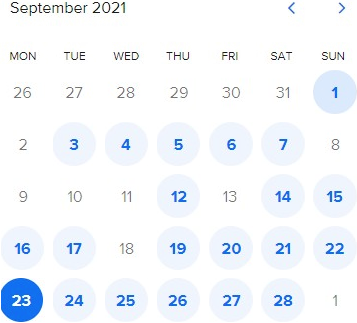 September 2021
MON TUE WED THU FRI SAT SUN
26 27 28 29 30 31 1
2 3 4 5 6 7 8
9 10 11 12 13 14 15
16 17 18 19 20 21 22
23 24 25 26 27 28 1